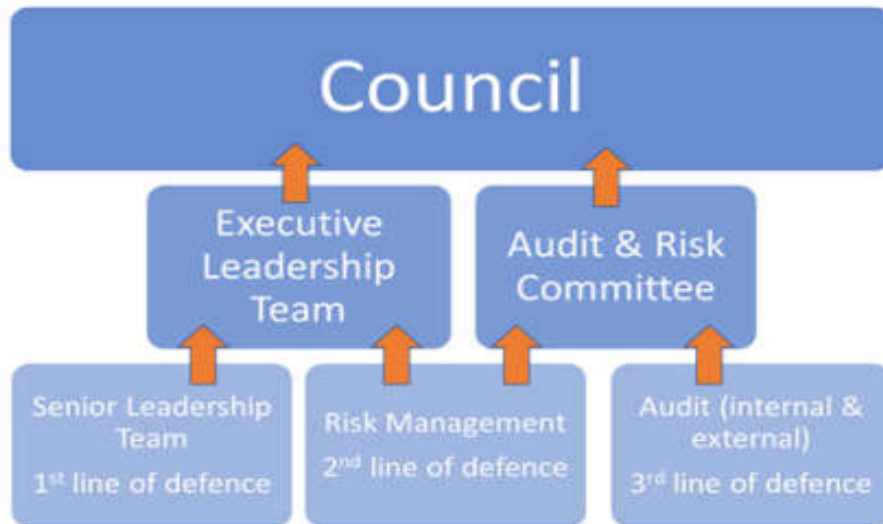 Council
Executive
Leadership
Team
Audit & Risk
Committee
Senior Leadership
Team
1st line of defence
Risk Management
2nd line of defence
Audit (internal &
external)
3rd line of defence